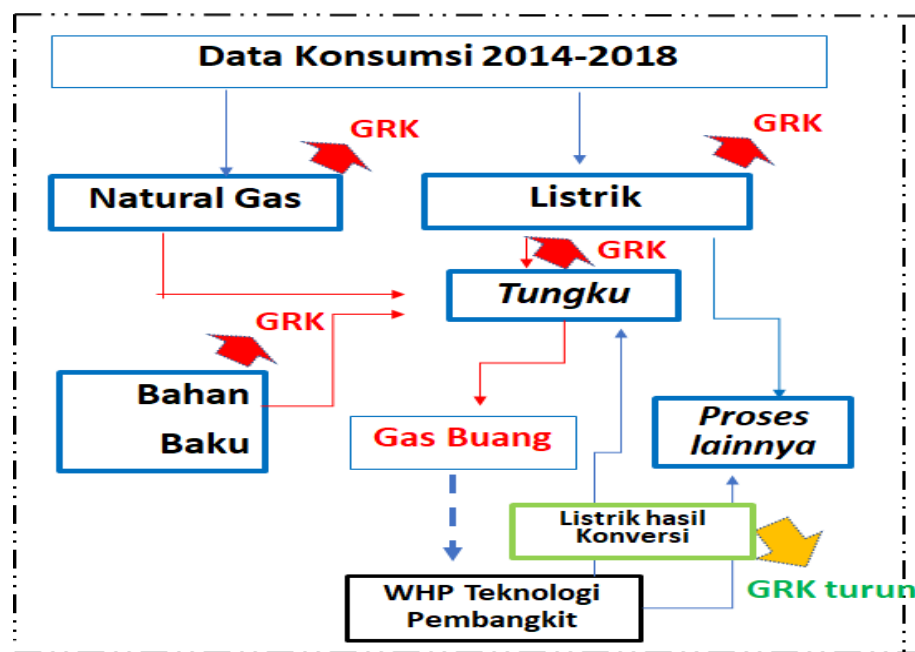 Data Konsumsi 2014-2018
GRK
GRK
Natural Gas
Listrik
GRK
Tungku
GRK
Bahan
Baku
Gas Buang
Proses
lainnya
Listrik hasil
Konversi
WHP Teknologi
Pembangkit
GRK turun